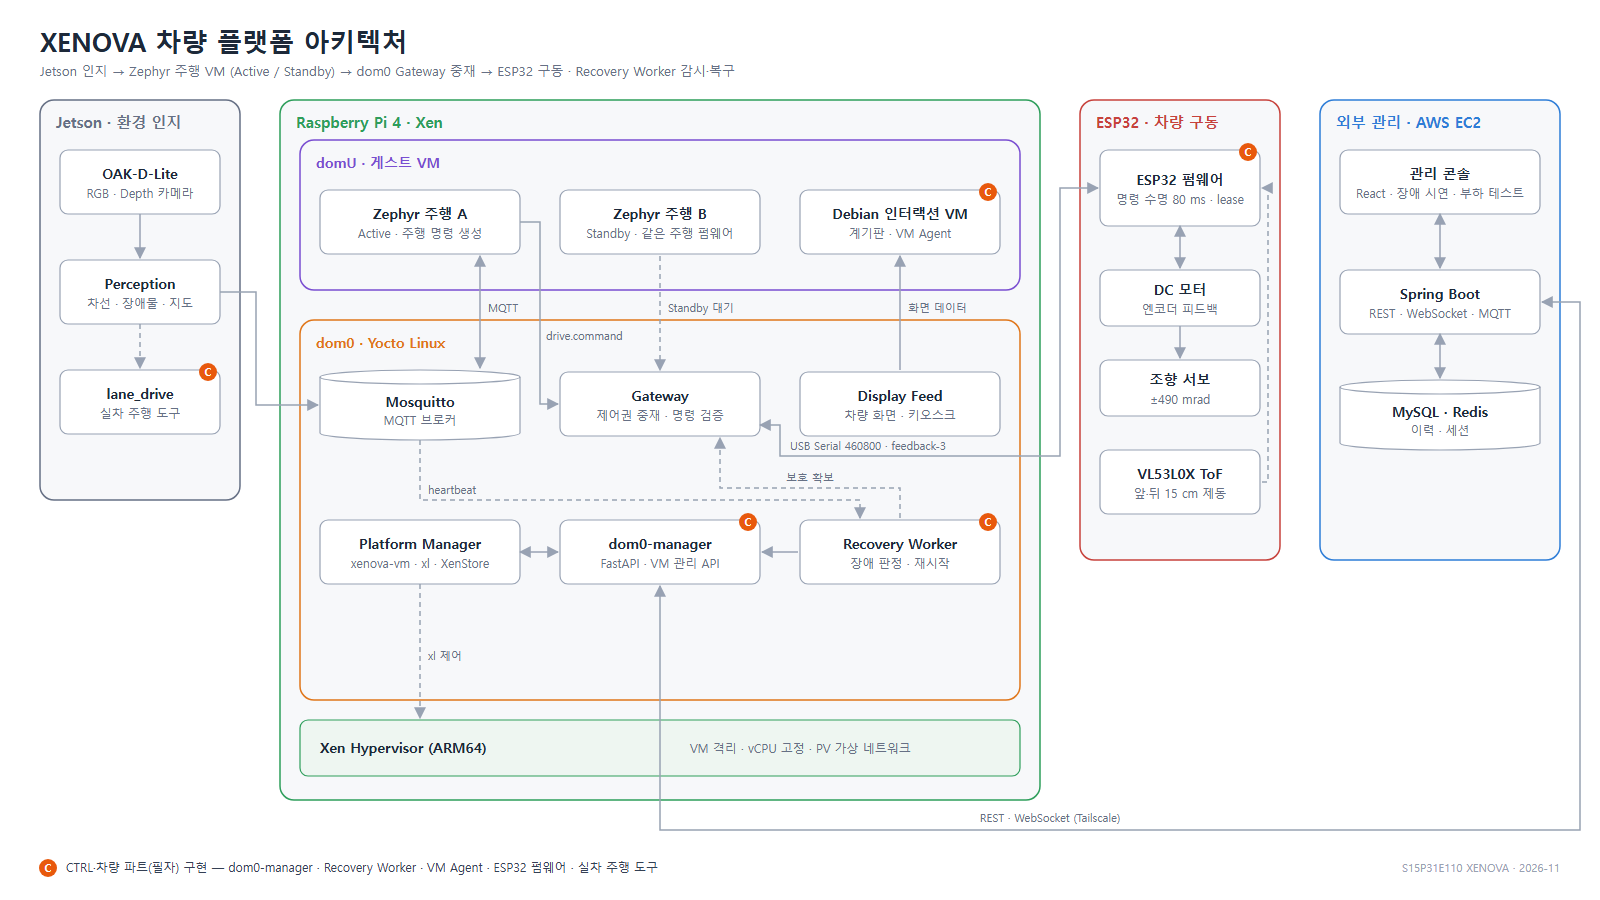 XENOVA 차량 플랫폼 아키텍처
Jetson 인지 → Zephyr 주행 VM (Active / Standby) → dom0 Gateway 중재 → ESP32 구동 · Recovery Worker 감시·복구
Jetson · 환경 인지
OAK-D-Lite
RGB · Depth 카메라
Perception
차선 · 장애물 · 지도
C
lane_drive
실차 주행 도구
Raspberry Pi 4 · Xen
domU · 게스트 VM
Zephyr 주행 A
Active · 주행 명령 생성
Zephyr 주행 B
Standby · 같은 주행 펌웨어
C
Debian 인터랙션 VM
계기판 · VM Agent
MQTT
drive.command
Standby 대기
화면 데이터
dom0 · Yocto Linux
Mosquitto
MQTT 브로커
Gateway
제어권 중재 · 명령 검증
Display Feed
차량 화면 · 키오스크
USB Serial 460800 · feedback-3
보호 확보
heartbeat
Platform Manager
xenova-vm · xl · XenStore
C
dom0-manager
FastAPI · VM 관리 API
C
Recovery Worker
장애 판정 · 재시작
xl 제어
Xen Hypervisor (ARM64)
VM 격리 · vCPU 고정 · PV 가상 네트워크
ESP32 · 차량 구동
C
ESP32 펌웨어
명령 수명 80 ms · lease
DC 모터
엔코더 피드백
조향 서보
±490 mrad
VL53L0X ToF
앞·뒤 15 cm 제동
외부 관리 · AWS EC2
관리 콘솔
React · 장애 시연 · 부하 테스트
Spring Boot
REST · WebSocket · MQTT
MySQL · Redis
이력 · 세션
REST · WebSocket (Tailscale)
C CTRL·차량 파트(필자) 구현 — dom0-manager · Recovery Worker · VM Agent · ESP32 펌웨어 · 실차 주행 도구
S15P31E110 XENOVA · 2026-11